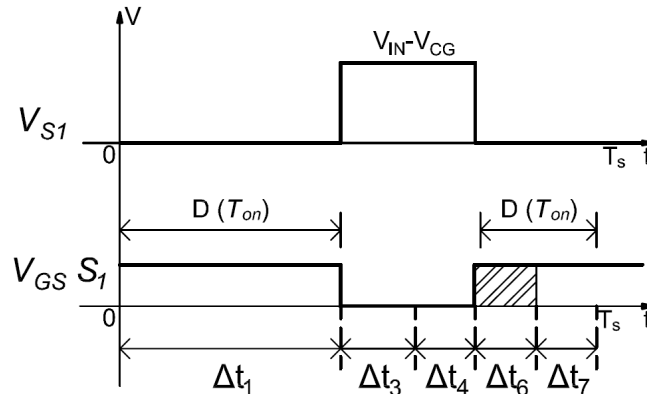 V
V_IN-V_CG
V_S1
0
T_s t
D (T_on) D (T_on)
V_GS S_1
0
T_s t
Δt_1 Δt_3 Δt_4 Δt_6 Δt_7